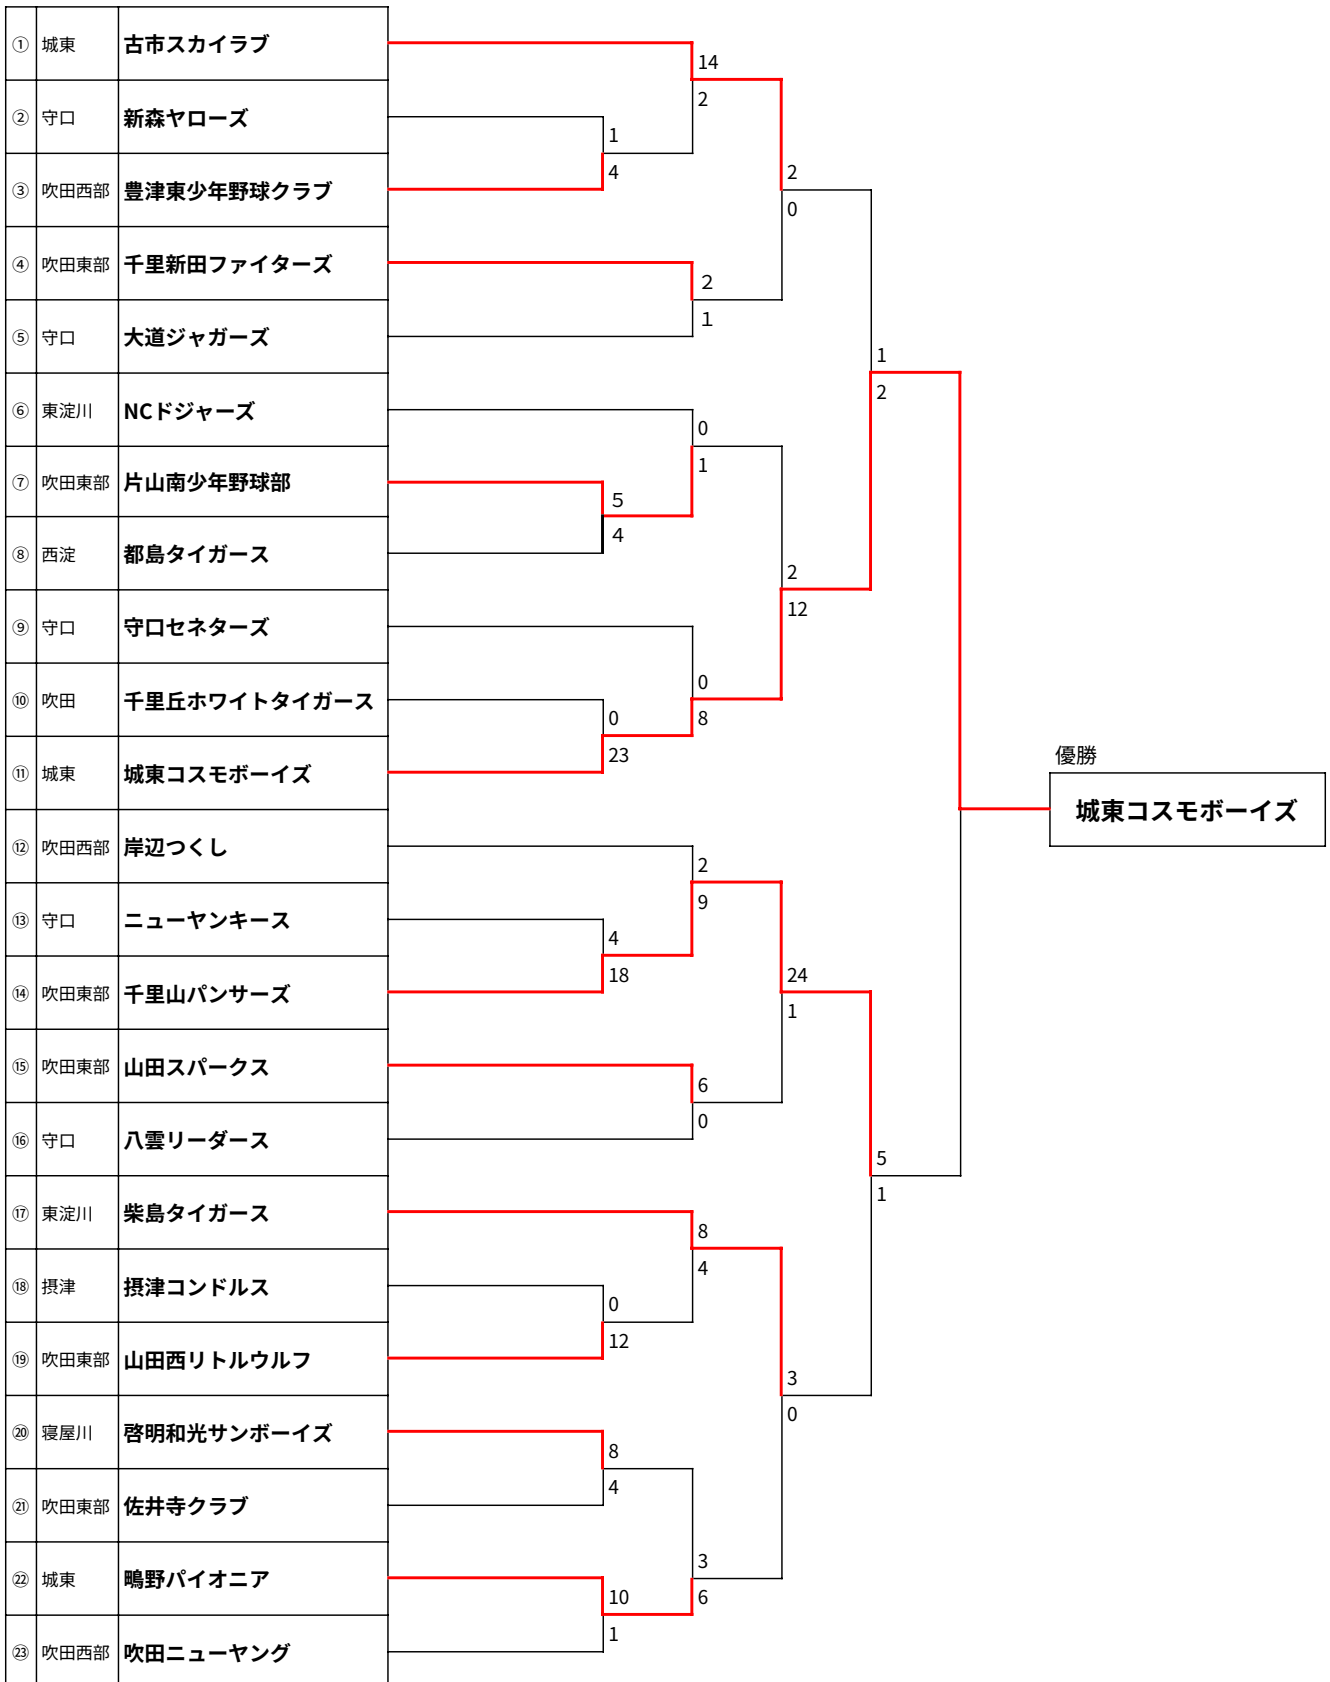 ① 城東 古市スカイラブ
14
② 守口 新森ヤローズ
2
1
③ 吹田西部 豊津東少年野球クラブ
4
2
0
④ 吹田東部 千里新田ファイターズ
2
⑤ 守口 大道ジャガーズ
1
1
2
⑥ 東淀川 NCドジャーズ
0
⑦ 吹田東部 片山南少年野球部
1
5
⑧ 西淀 都島タイガース
4
2
12
⑨ 守口 守口セネターズ
0
⑩ 吹田 千里丘ホワイトタイガース
8
0
⑪ 城東 城東コスモボーイズ
23
優勝
城東コスモボーイズ
⑫ 吹田西部 岸辺つくし
2
⑬ 守口 ニューヤンキース
9
4
⑭ 吹田東部 千里山パンサーズ
18
24
1
⑮ 吹田東部 山田スパークス
6
⑯ 守口 八雲リーダース
0
5
1
⑰ 東淀川 柴島タイガース
8
⑱ 摂津 摂津コンドルス
4
0
⑲ 吹田東部 山田西リトルウルフ
12
3
0
⑳ 寝屋川 啓明和光サンボーイズ
8
㉑ 吹田東部 佐井寺クラブ
4
㉒ 城東 鴫野パイオニア
3
10
6
㉓ 吹田西部 吹田ニューヤング
1